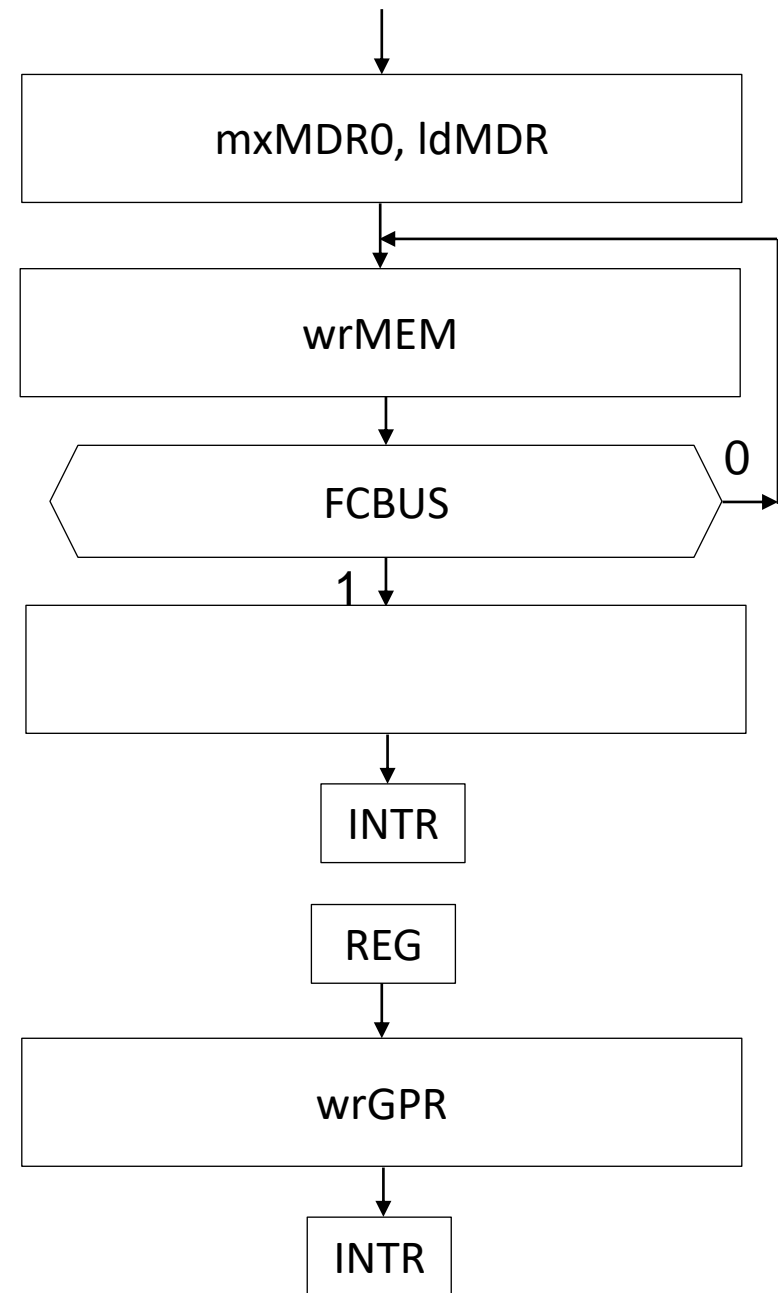 mxMDR0, ldMDR
wrMEM
0
FCBUS
1
INTR
REG
wrGPR
INTR